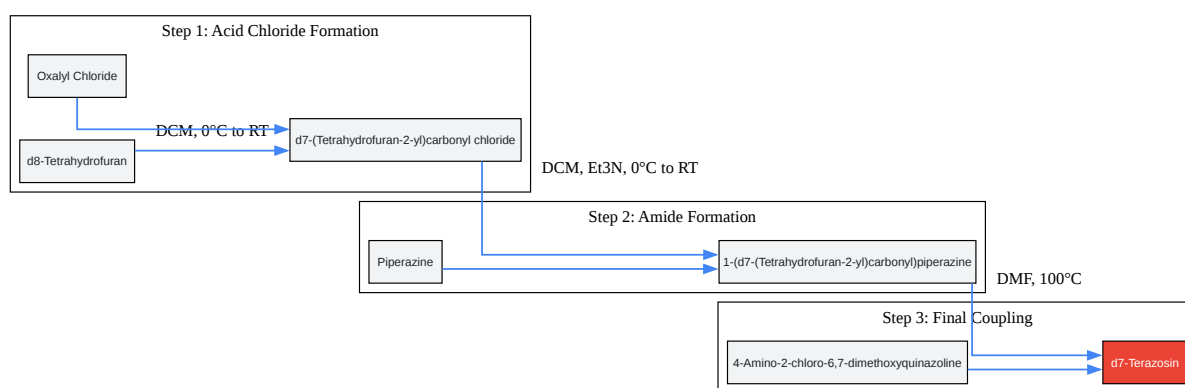 Step 1: Acid Chloride Formation
Oxalyl Chloride
DCM, 0°C to RT
d7-(Tetrahydrofuran-2-yl)carbonyl chloride
d8-Tetrahydrofuran
DCM, Et3N, 0°C to RT
Step 2: Amide Formation
Piperazine
1-(d7-(Tetrahydrofuran-2-yl)carbonyl)piperazine
DMF, 100°C
Step 3: Final Coupling
4-Amino-2-chloro-6,7-dimethoxyquinazoline
d7-Terazosin